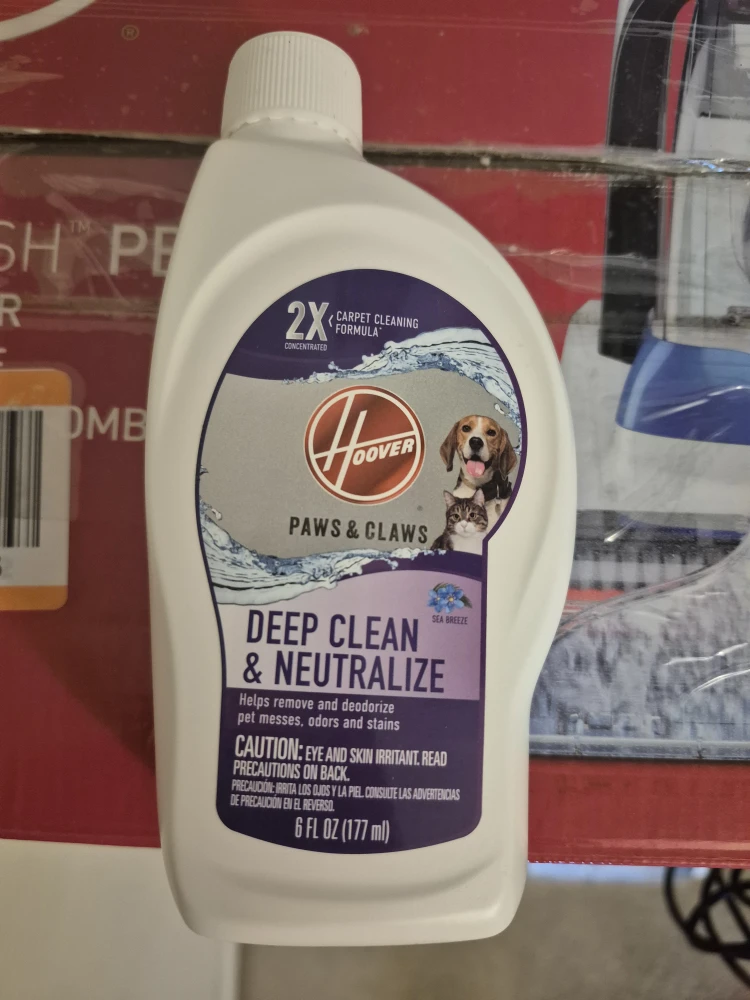 ®
SH™ PE
R
OMB
2X
CONCENTRATED
CARPET CLEANING
FORMULA*
HOOVER
®
PAWS & CLAWS
SEA BREEZE
DEEP CLEAN
& NEUTRALIZE
Helps remove and deodorize
pet messes, odors and stains
CAUTION: EYE AND SKIN IRRITANT. READ
PRECAUTIONS ON BACK.
PRECAUCIÓN: IRRITA LOS OJOS Y LA PIEL. CONSULTE LAS ADVERTENCIAS
DE PRECAUCIÓN EN EL REVERSO.
6 FL OZ (177 ml)